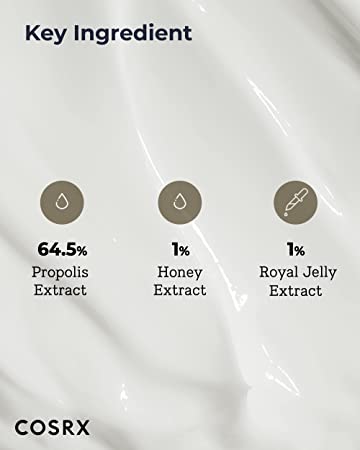 Key Ingredient
64.5%
Propolis
Extract
1%
Honey
Extract
1%
Royal Jelly
Extract
COSRX